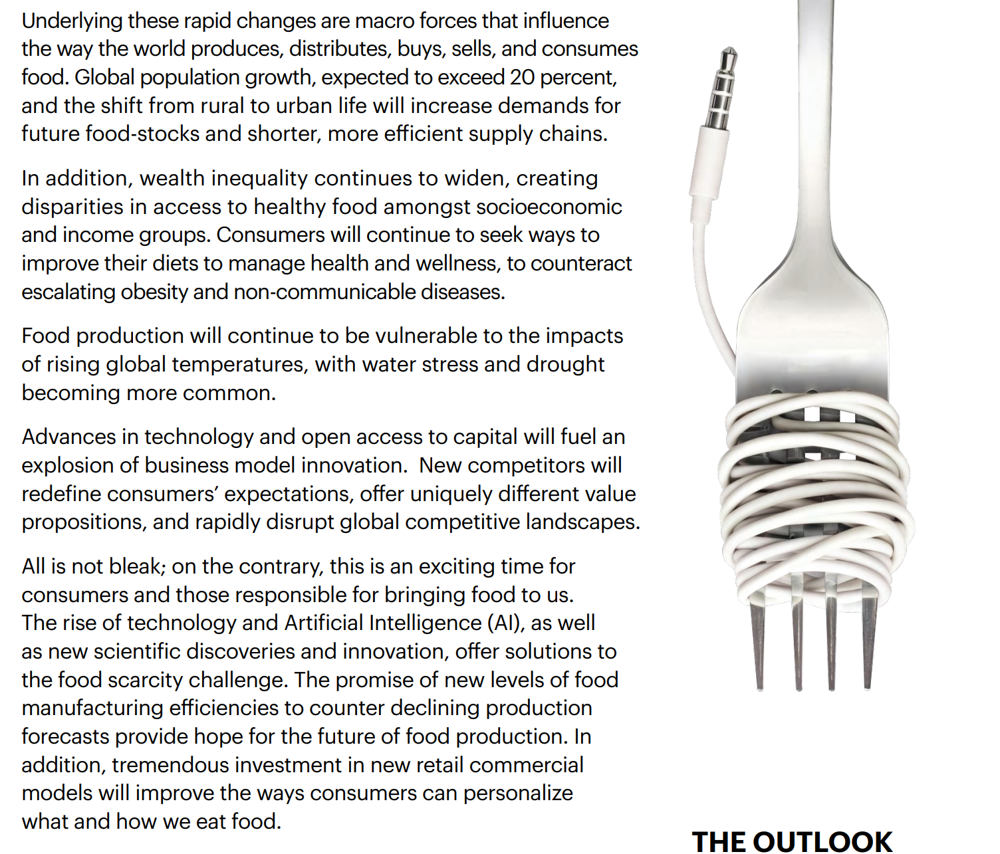 Underlying these rapid changes are macro forces that influence
the way the world produces, distributes, buys, sells, and consumes
food. Global population growth, expected to exceed 20 percent,
and the shift from rural to urban life will increase demands for
future food-stocks and shorter, more efficient supply chains.
In addition, wealth inequality continues to widen, creating
disparities in access to healthy food amongst socioeconomic
and income groups. Consumers will continue to seek ways to
improve their diets to manage health and wellness, to counteract
escalating obesity and non-communicable diseases.
Food production will continue to be vulnerable to the impacts
of rising global temperatures, with water stress and drought
becoming more common.
Advances in technology and open access to capital will fuel an
explosion of business model innovation.  New competitors will
redefine consumers’ expectations, offer uniquely different value
propositions, and rapidly disrupt global competitive landscapes.
All is not bleak; on the contrary, this is an exciting time for
consumers and those responsible for bringing food to us.
The rise of technology and Artificial Intelligence (AI), as well
as new scientific discoveries and innovation, offer solutions to
the food scarcity challenge. The promise of new levels of food
manufacturing efficiencies to counter declining production
forecasts provide hope for the future of food production. In
addition, tremendous investment in new retail commercial
models will improve the ways consumers can personalize
what and how we eat food.
THE OUTLOOK